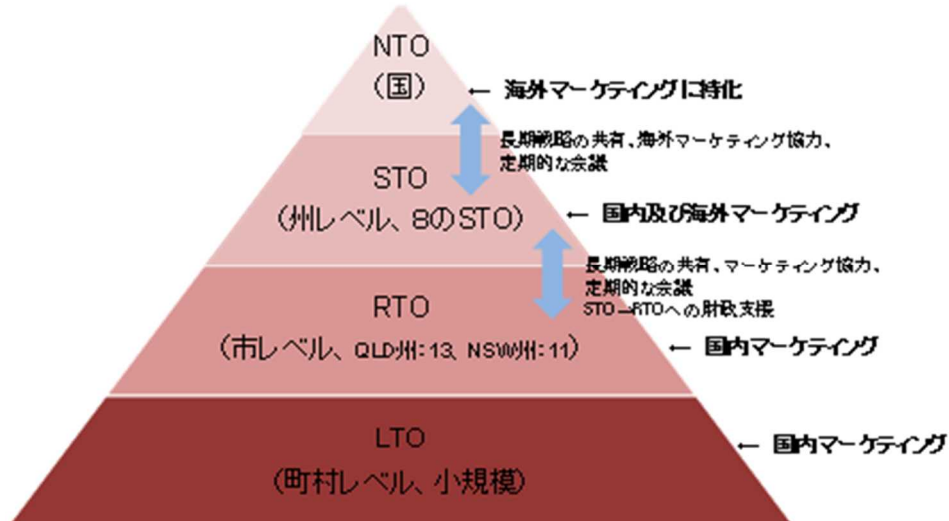 NTO
(国)
← 海外マーケティングに特化
長期戦略の共有、海外マーケティング協力、
定期的な会議
STO
(州レベル、8のSTO)
← 国内及び海外マーケティング
長期戦略の共有、マーケティング協力、
定期的な会議
STO→RTOへの財政支援
RTO
(市レベル、QLD州:13、NSW州:11)
← 国内マーケティング
LTO
(町村レベル、小規模)
← 国内マーケティング